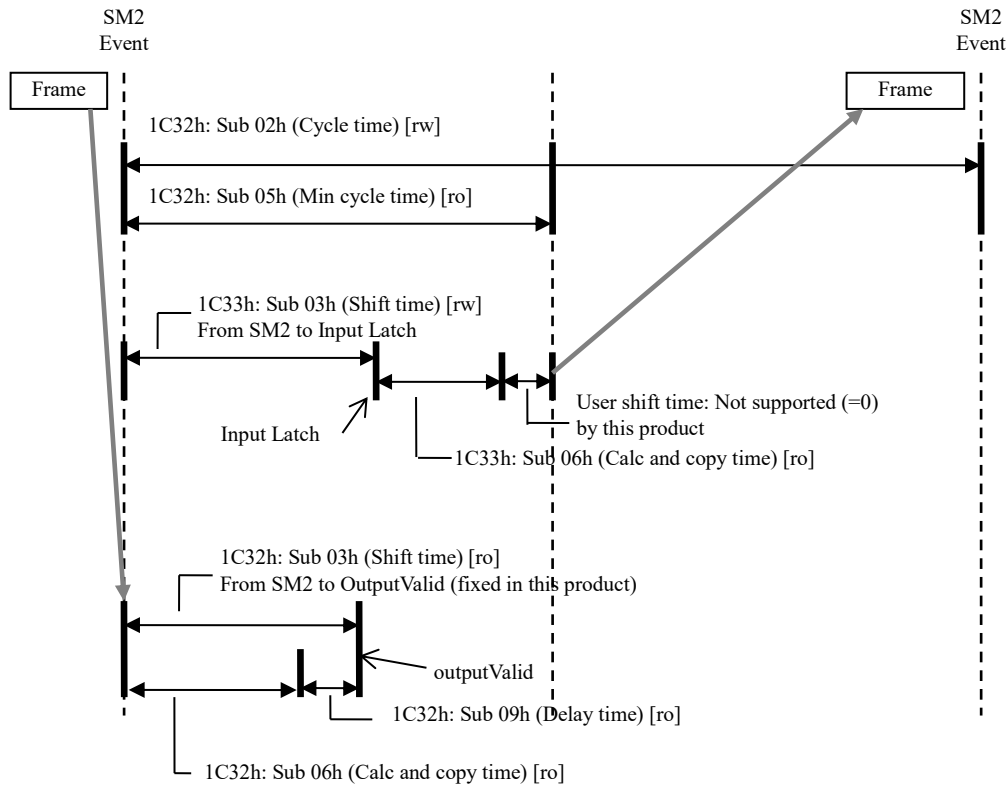 SM2
Event
SM2
Event
Frame
Frame
1C32h: Sub 02h (Cycle time) [rw]
1C32h: Sub 05h (Min cycle time) [ro]
1C33h: Sub 03h (Shift time) [rw]
From SM2 to Input Latch
User shift time: Not supported (=0)
by this product
Input Latch
1C33h: Sub 06h (Calc and copy time) [ro]
1C32h: Sub 03h (Shift time) [ro]
From SM2 to OutputValid (fixed in this product)
outputValid
1C32h: Sub 09h (Delay time) [ro]
1C32h: Sub 06h (Calc and copy time) [ro]